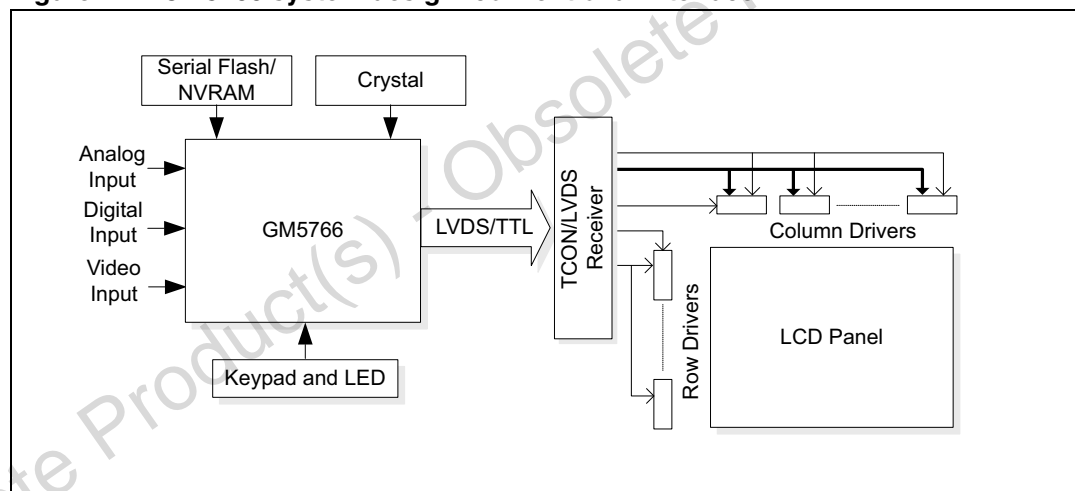 Serial Flash/
NVRAM
Crystal
Analog
Input
Digital
Input
Video
Input
GM5766
LVDS/TTL
TCON/LVDS
Receiver
Column Drivers
Row Drivers
LCD Panel
Keypad and LED
ete Product(s) - Obsolete